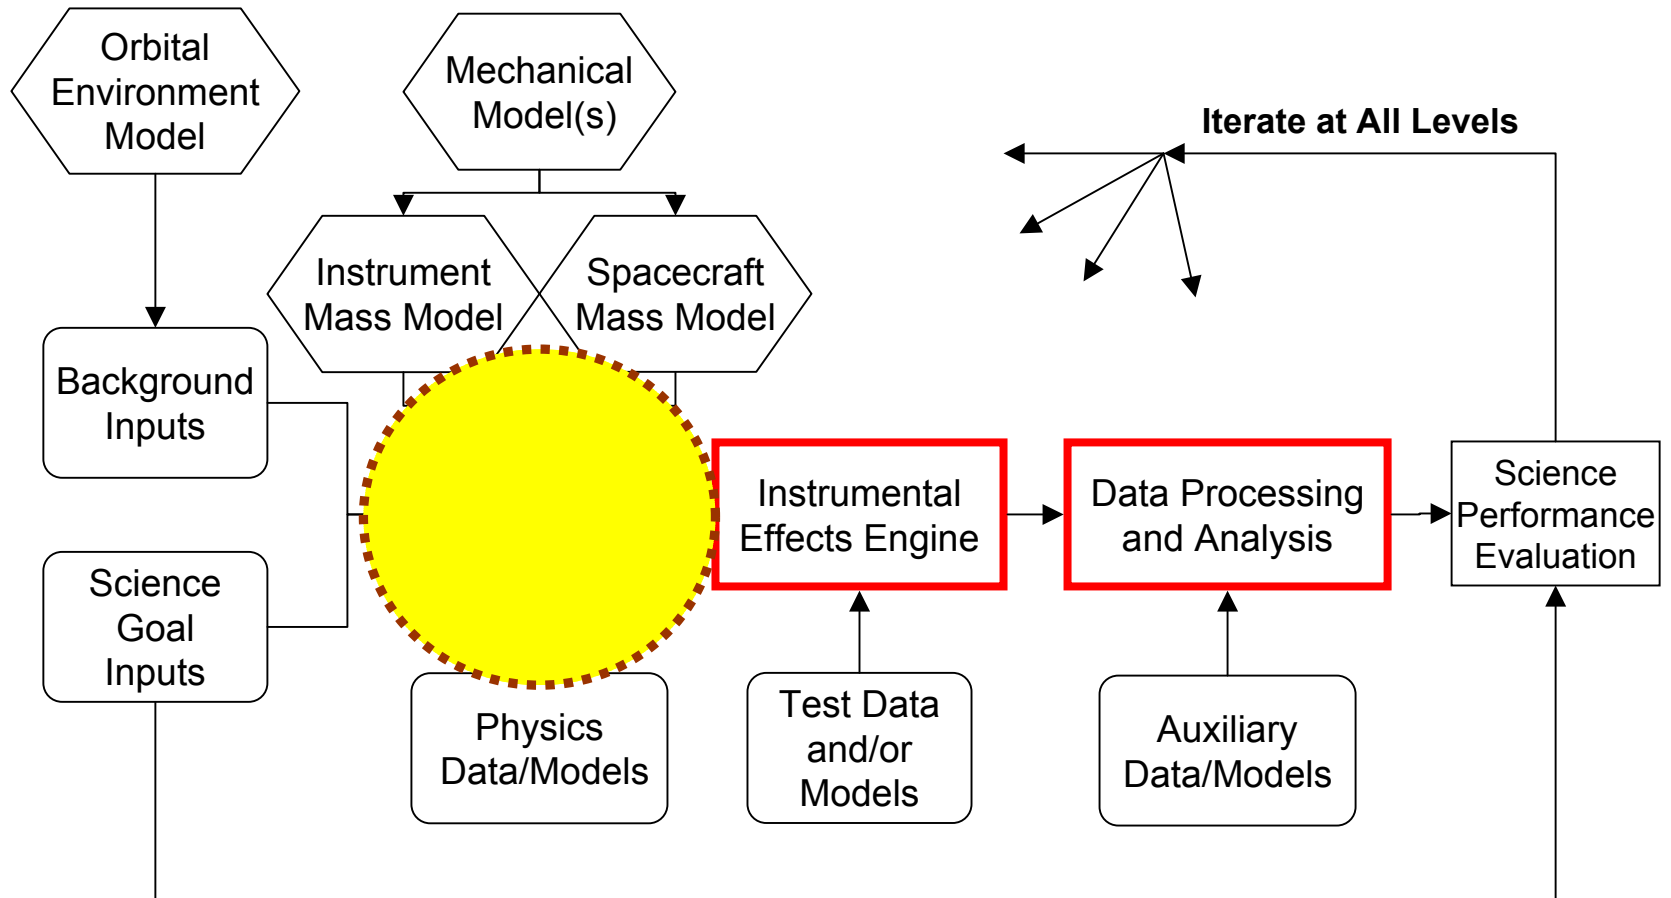 Orbital
Environment
Model
Mechanical
Model(s)
Iterate at All Levels
Instrument
Mass Model
Spacecraft
Mass Model
Background
Inputs
Instrumental
Effects Engine
Data Processing
and Analysis
Science
Performance
Evaluation
Science
Goal
Inputs
Physics
Data/Models
Test Data
and/or
Models
Auxiliary
Data/Models